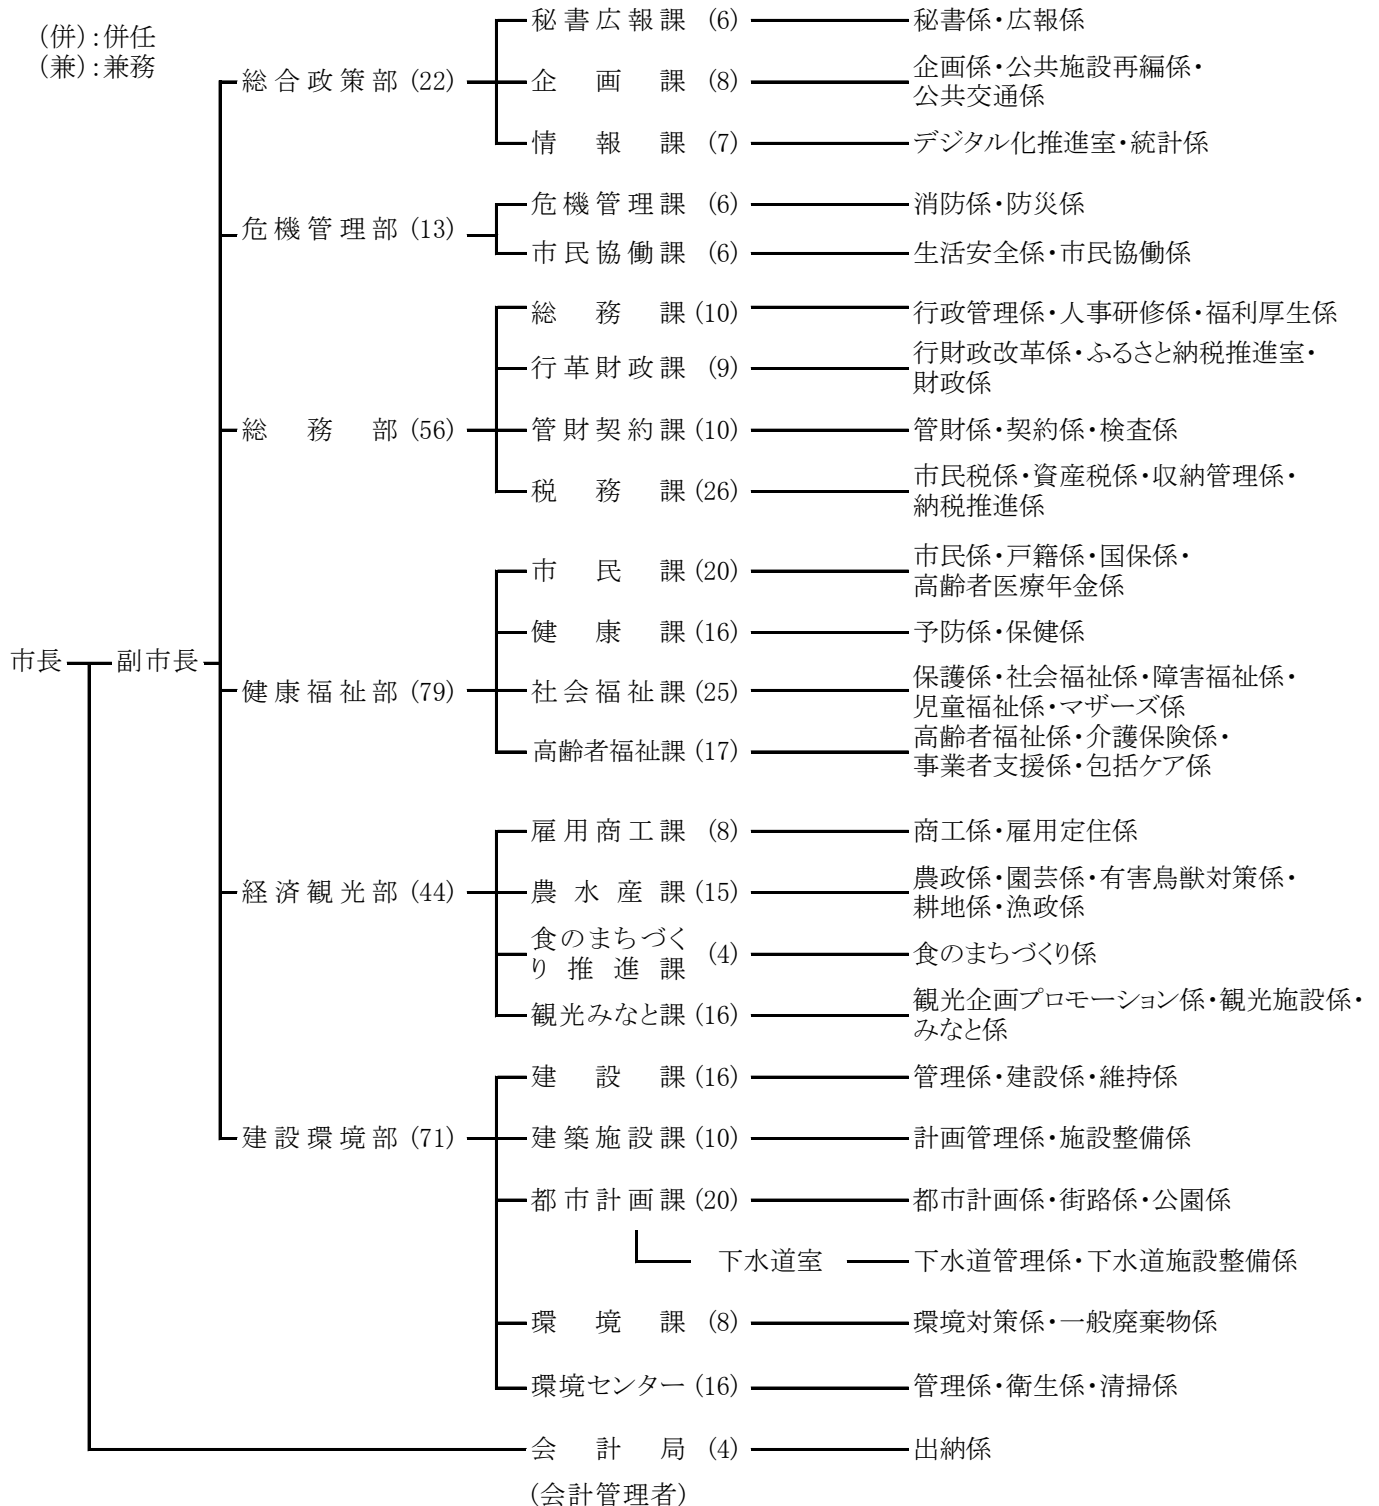 (併):併任
(兼):兼務
市長
副市長
総合政策部 (22)
秘書広報課 (6)
秘書係・広報係
企画課 (8)
企画係・公共施設再編係・
公共交通係
情報課 (7)
デジタル化推進室・統計係
危機管理部 (13)
危機管理課 (6)
消防係・防災係
市民協働課 (6)
生活安全係・市民協働係
総務部 (56)
総務課 (10)
行政管理係・人事研修係・福利厚生係
行革財政課 (9)
行財政改革係・ふるさと納税推進室・
財政係
管財契約課 (10)
管財係・契約係・検査係
税務課 (26)
市民税係・資産税係・収納管理係・
納税推進係
健康福祉部 (79)
市民課 (20)
市民係・戸籍係・国保係・
高齢者医療年金係
健康課 (16)
予防係・保健係
社会福祉課 (25)
保護係・社会福祉係・障害福祉係・
児童福祉係・マザーズ係
高齢者福祉課 (17)
高齢者福祉係・介護保険係・
事業者支援係・包括ケア係
経済観光部 (44)
雇用商工課 (8)
商工係・雇用定住係
農水産課 (15)
農政係・園芸係・有害鳥獣対策係・
耕地係・漁政係
食のまちづく
り推進課 (4)
食のまちづくり係
観光みなと課 (16)
観光企画プロモーション係・観光施設係・
みなと係
建設環境部 (71)
建設課 (16)
管理係・建設係・維持係
建築施設課 (10)
計画管理係・施設整備係
都市計画課 (20)
都市計画係・街路係・公園係
下水道室
下水道管理係・下水道施設整備係
環境課 (8)
環境対策係・一般廃棄物係
環境センター (16)
管理係・衛生係・清掃係
会計局 (4)
出納係
(会計管理者)